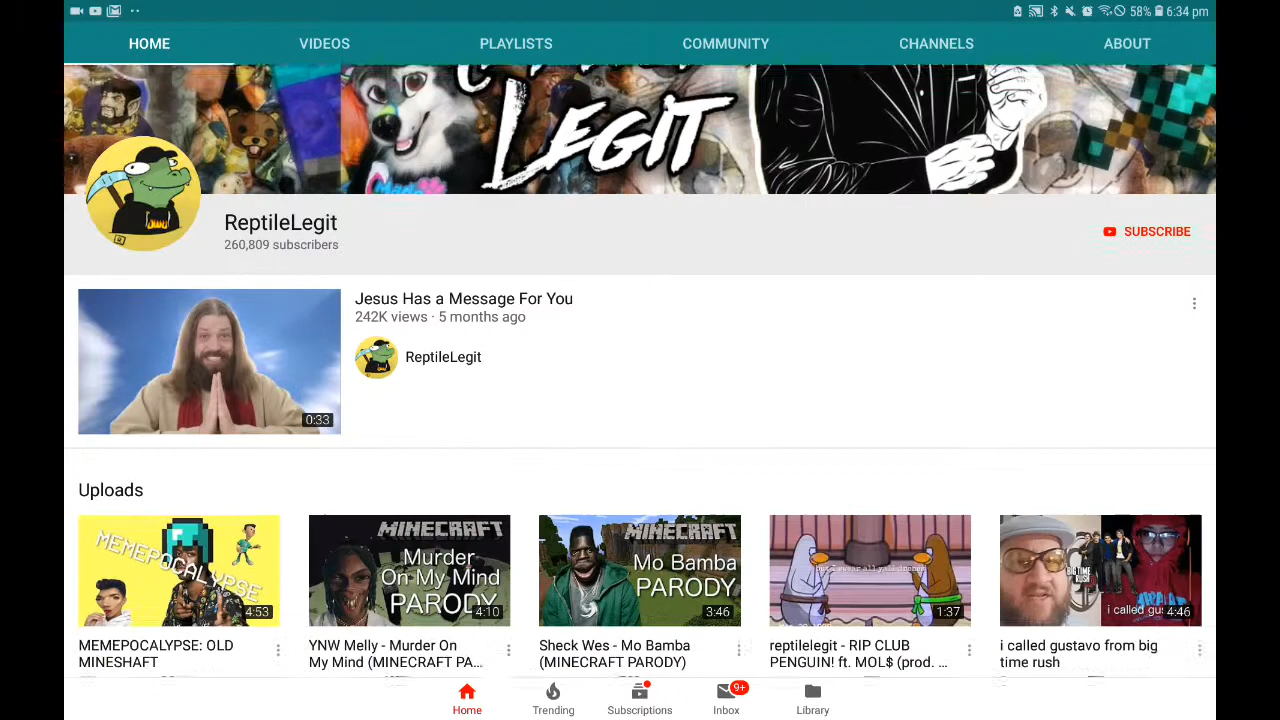 58% 6:34 pm
HOME VIDEOS PLAYLISTS COMMUNITY CHANNELS ABOUT
LEGIT
ReptileLegit
260,809 subscribers
SUBSCRIBE
Jesus Has a Message For You
242K views · 5 months ago
ReptileLegit
0:33
Uploads
MEMEPOCALYPSE
4:53
MINECRAFT
Murder
On My Mind
PARODY
4:10
MINECRAFT
Mo Bamba
PARODY
3:46
1:37
BIG TIME
RUSH
i called gu
4:46
MEMEPOCALYPSE: OLD
MINESHAFT
YNW Melly - Murder On
My Mind (MINECRAFT PA...
Sheck Wes - Mo Bamba
(MINECRAFT PARODY)
reptilelegit - RIP CLUB
PENGUIN! ft. MOL$ (prod. ...
i called gustavo from big
time rush
9+
Home Trending Subscriptions Inbox Library